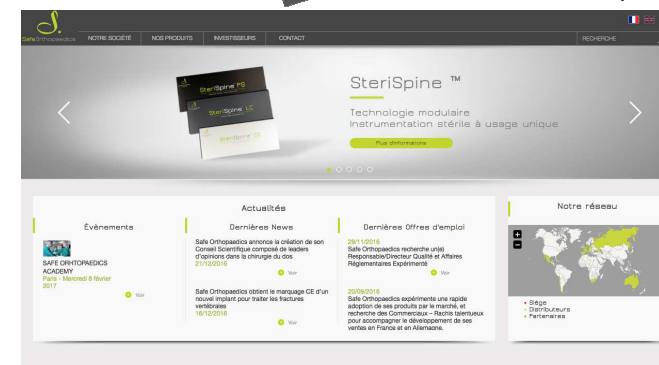 S.
SafeOrthopaedics
NOTRE SOCIÉTÉ
NOS PRODUITS
INVESTISSEURS
CONTACT
RECHERCHE
SteriSpine PS
SteriSpine LC
SteriSpine
SteriSpine ™
Technologie modulaire
Instrumentation stérile à usage unique
Plus d'informations
Actualités
Évènements
SAFE ORHTOPAEDICS
ACADEMY
Paris - Mercredi 8 février
2017
Voir
Dernières News
Safe Orthopaedics annonce la création de son
Conseil Scientifique composé de leaders
d'opinions dans la chirurgie du dos
21/12/2016
Voir
Safe Orthopaedics obtient le marquage CE d'un
nouvel implant pour traiter les fractures
vertébrales
16/12/2016
Voir
Dernières Offres d'emploi
29/11/2016
Safe Orthopaedics recherche un(e)
Responsable/Directeur Qualité et Affaires
Réglementaires Expérimenté
Voir
20/09/2016
Safe Orthopaedics expérimente une rapide
adoption de ses produits par le marché, et
recherche des Commerciaux – Rachis talentueux
pour accompagner le développement de ses
ventes en France et en Allemagne.
Notre réseau
+
-
Siège
Distributeurs
Partenaires